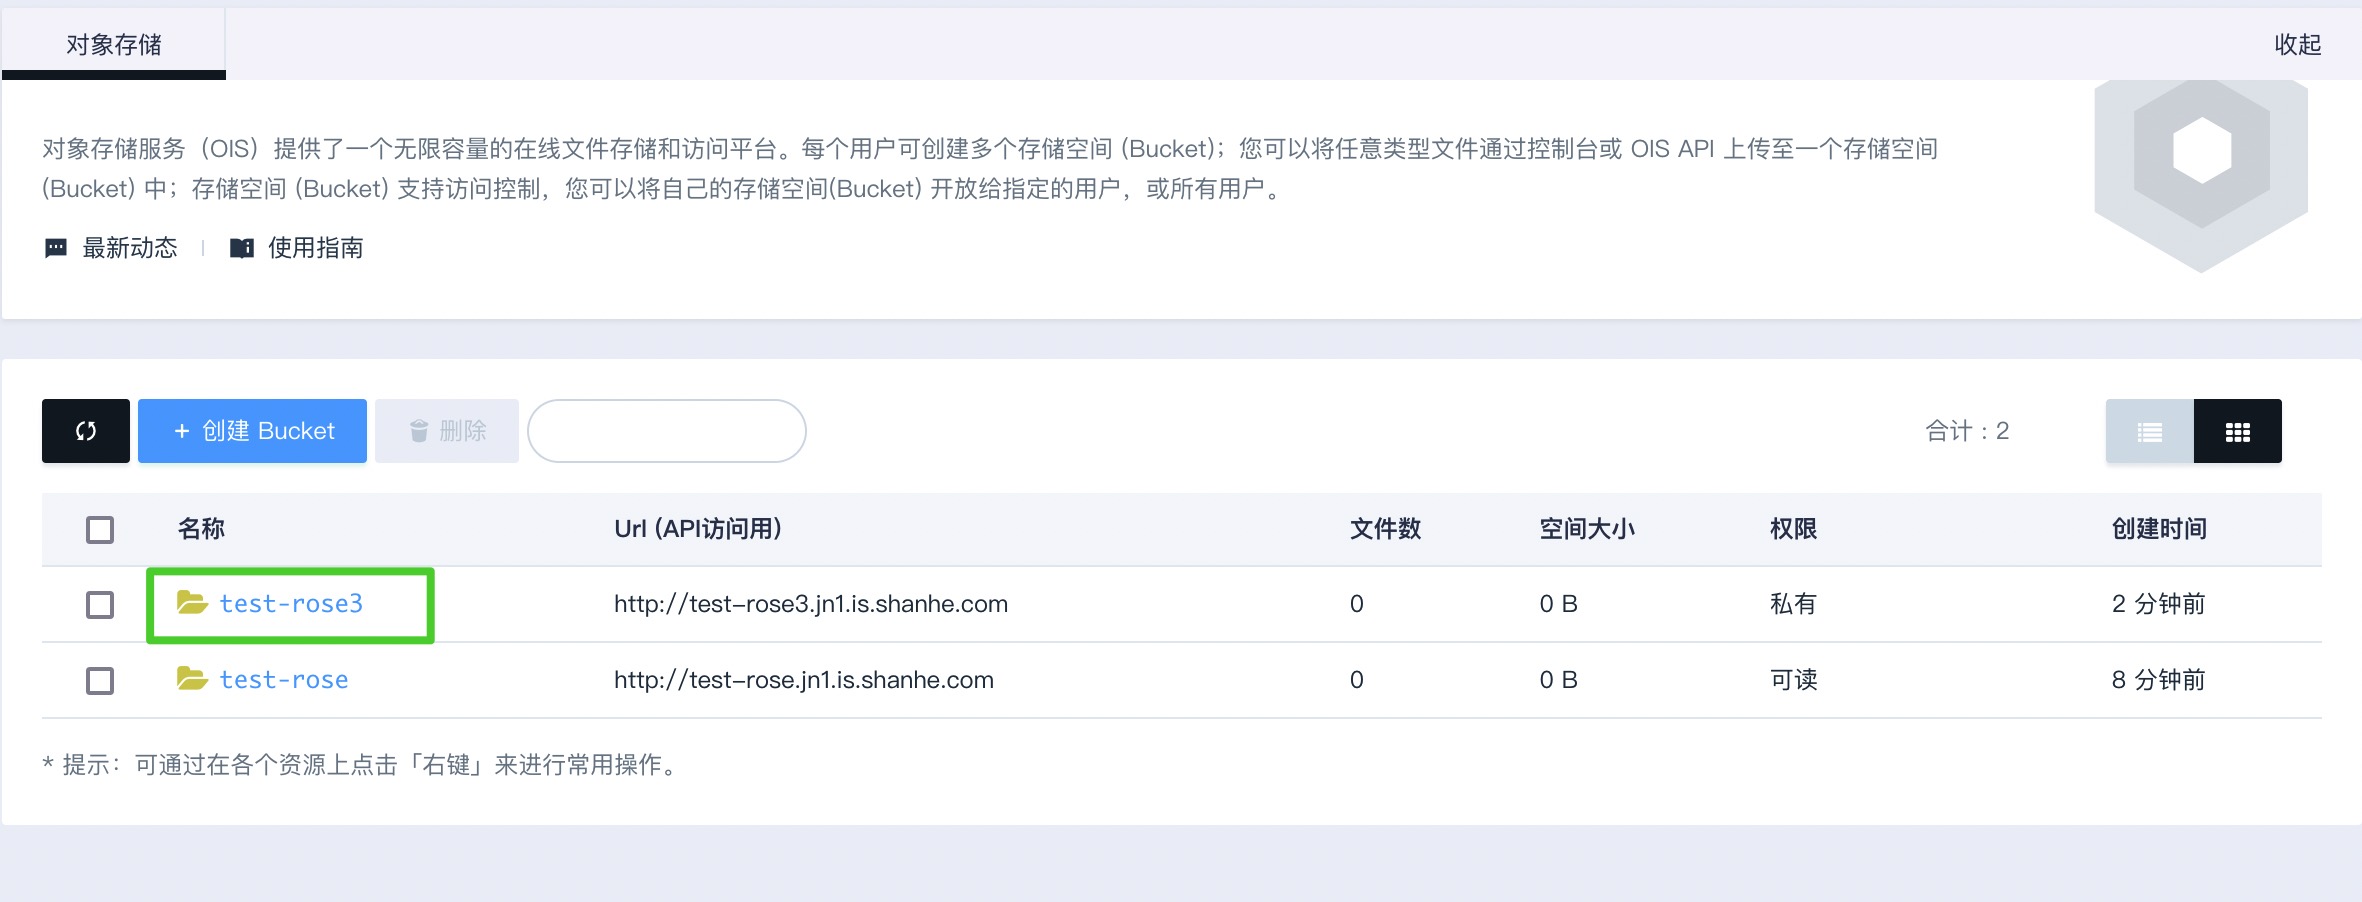 对象存储
收起
对象存储服务（OIS）提供了一个无限容量的在线文件存储和访问平台。每个用户可创建多个存储空间 (Bucket)；您可以将任意类型文件通过控制台或 OIS API 上传至一个存储空间
(Bucket) 中；存储空间 (Bucket) 支持访问控制，您可以将自己的存储空间(Bucket) 开放给指定的用户，或所有用户。
最新动态 | 使用指南
+ 创建 Bucket 删除 合计：2
名称 Url (API访问用) 文件数 空间大小 权限 创建时间
test-rose3 http://test-rose3.jn1.is.shanhe.com 0 0 B 私有 2 分钟前
test-rose http://test-rose.jn1.is.shanhe.com 0 0 B 可读 8 分钟前
* 提示：可通过在各个资源上点击「右键」来进行常用操作。